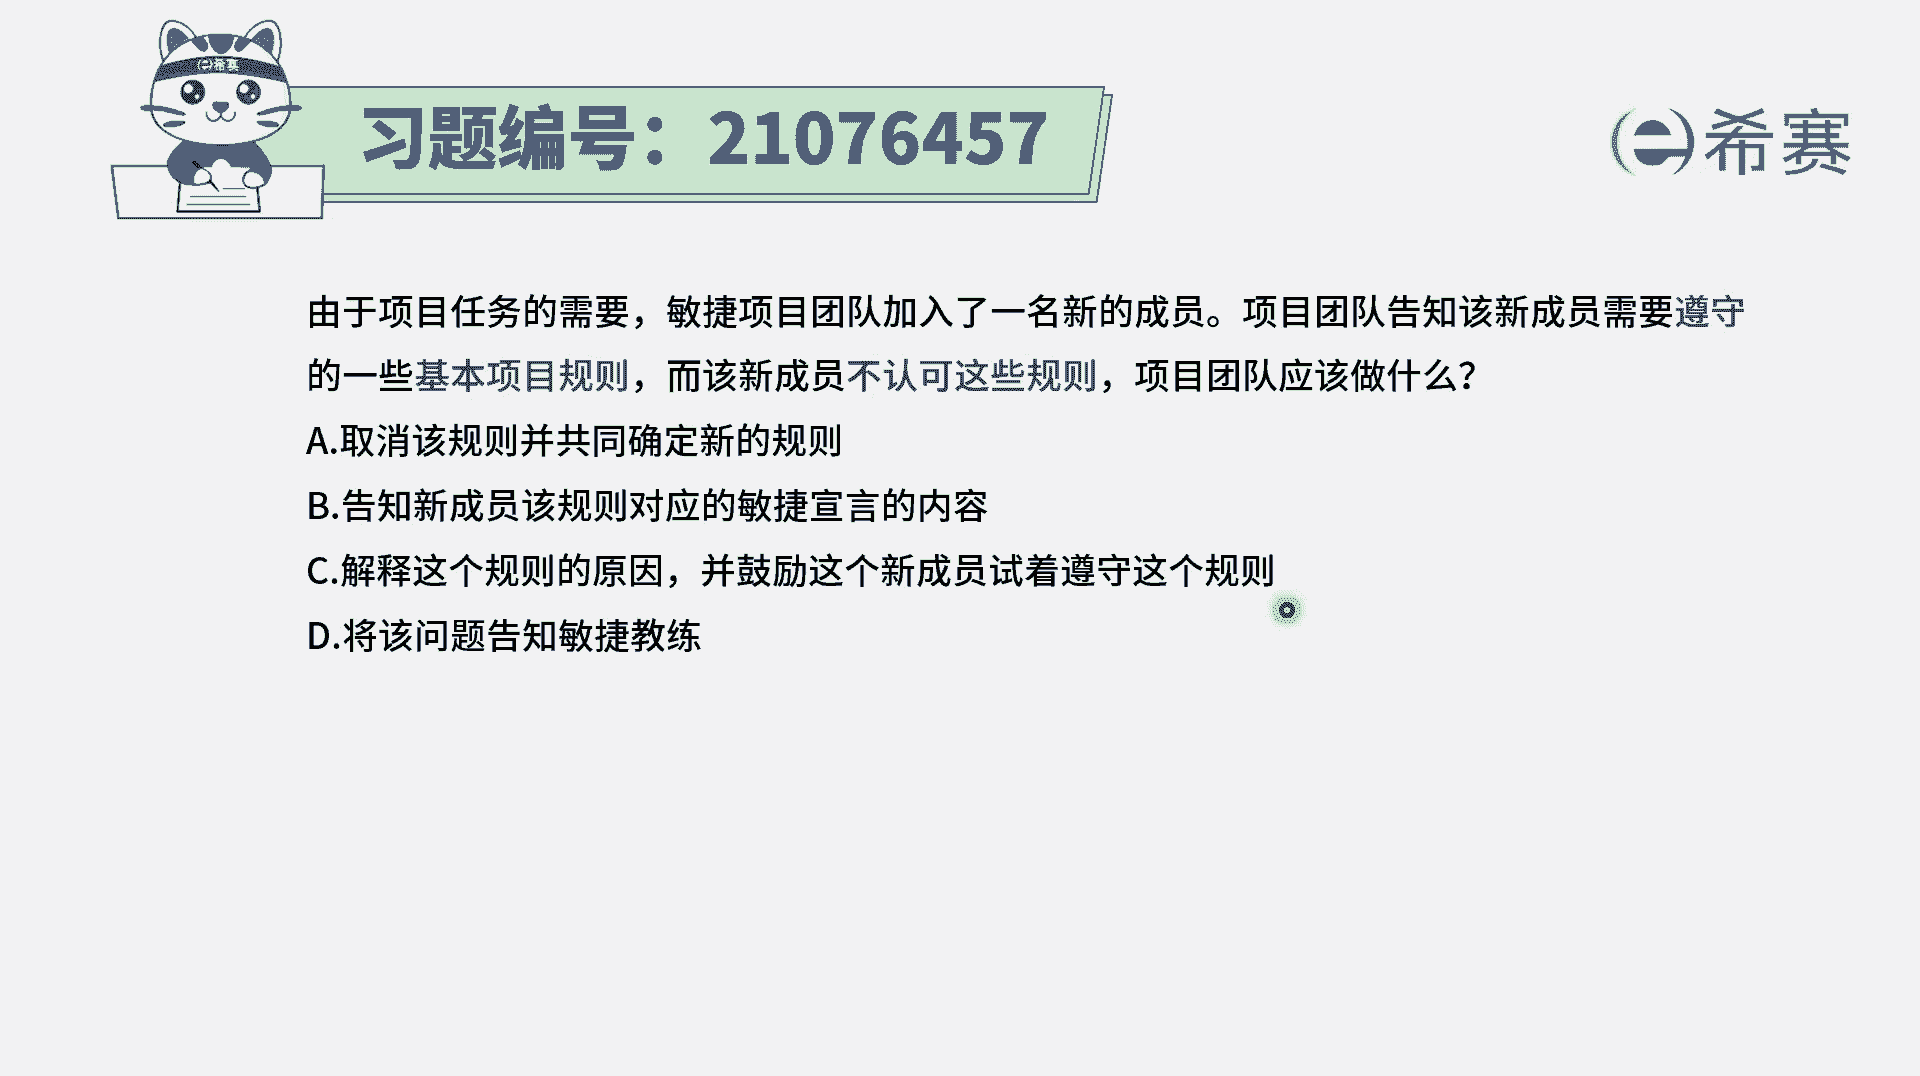 希赛
习题编号：21076457
希赛
由于项目任务的需要，敏捷项目团队加入了一名新的成员。项目团队告知该新成员需要遵守
的一些基本项目规则，而该新成员不认可这些规则，项目团队应该做什么？
A.取消该规则并共同确定新的规则
B.告知新成员该规则对应的敏捷宣言的内容
C.解释这个规则的原因，并鼓励这个新成员试着遵守这个规则
D.将该问题告知敏捷教练